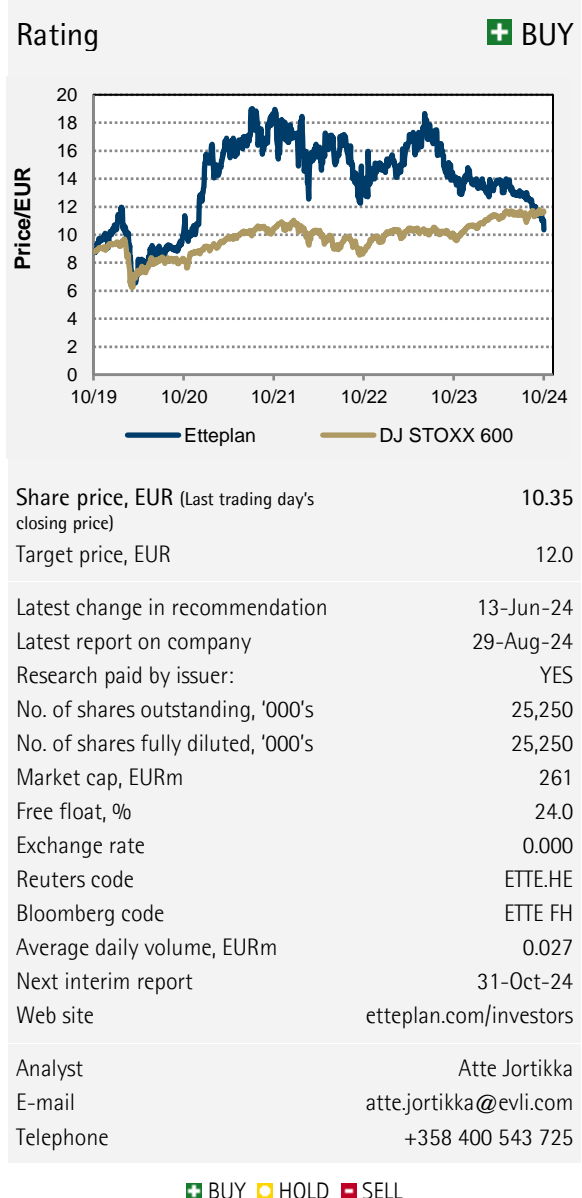 Rating BUY
Price/EUR
20
18
16
14
12
10
8
6
4
2
0
10/19 10/20 10/21 10/22 10/23 10/24
Etteplan DJ STOXX 600
Share price, EUR (Last trading day's closing price) 10.35
Target price, EUR 12.0
Latest change in recommendation 13-Jun-24
Latest report on company 29-Aug-24
Research paid by issuer: YES
No. of shares outstanding, '000's 25,250
No. of shares fully diluted, '000's 25,250
Market cap, EURm 261
Free float, % 24.0
Exchange rate 0.000
Reuters code ETTE.HE
Bloomberg code ETTE FH
Average daily volume, EURm 0.027
Next interim report 31-Oct-24
Web site etteplan.com/investors
Analyst Atte Jortikka
E-mail atte.jortikka@evli.com
Telephone +358 400 543 725
BUY HOLD SELL